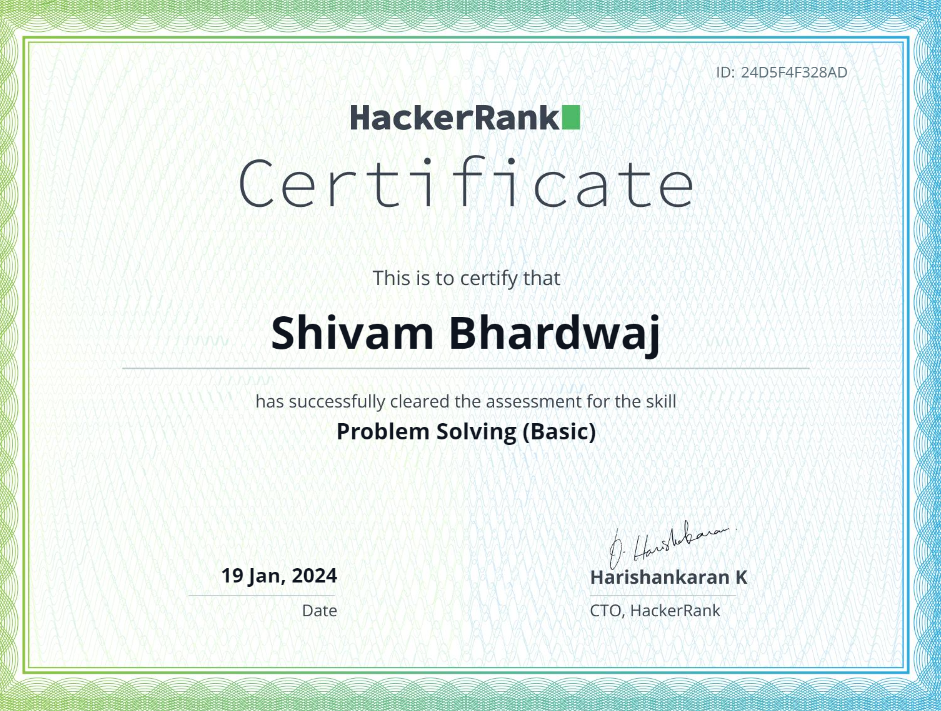 ID: 24D5F4F328AD
HackerRank
Certificate
This is to certify that
Shivam Bhardwaj
has successfully cleared the assessment for the skill
Problem Solving (Basic)
19 Jan, 2024
Date
Harishankaran K
CTO, HackerRank